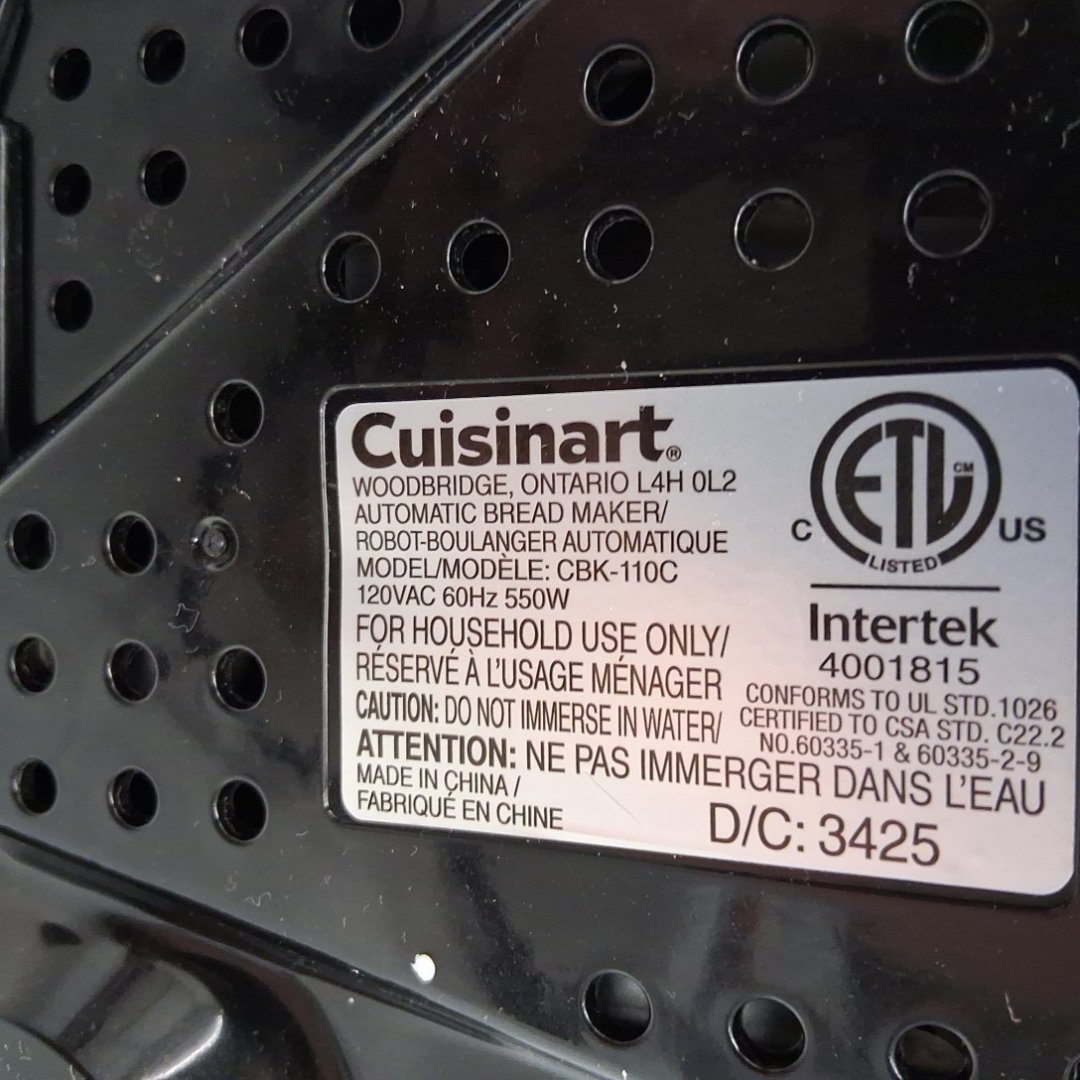 Cuisinart®
WOODBRIDGE, ONTARIO L4H 0L2
AUTOMATIC BREAD MAKER/
ROBOT-BOULANGER AUTOMATIQUE
MODEL/MODÈLE: CBK-110C
120VAC 60Hz 550W
FOR HOUSEHOLD USE ONLY/
RÉSERVÉ À L'USAGE MÉNAGER
CAUTION: DO NOT IMMERSE IN WATER/
ATTENTION: NE PAS IMMERGER DANS L'EAU
MADE IN CHINA /
FABRIQUÉ EN CHINE
D/C: 3425
ETL CM
C US
LISTED
Intertek
4001815
CONFORMS TO UL STD.1026
CERTIFIED TO CSA STD. C22.2
NO.60335-1 & 60335-2-9